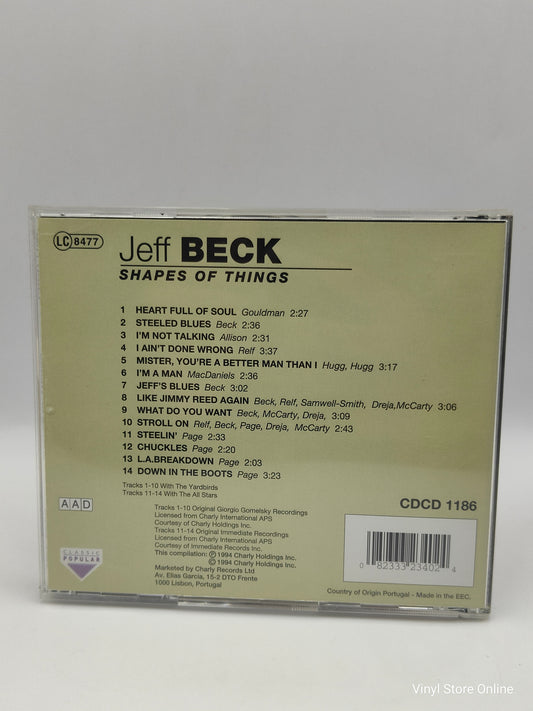 LC 8477
Jeff BECK
SHAPES OF THINGS
1 HEART FULL OF SOUL Gouldman 2:27
2 STEELED BLUES Beck 2:36
3 I'M NOT TALKING Allison 2:31
4 I AIN'T DONE WRONG Relf 3:37
5 MISTER, YOU'RE A BETTER MAN THAN I Hugg, Hugg 3:17
6 I'M A MAN MacDaniels 2:36
7 JEFF'S BLUES Beck 3:02
8 LIKE JIMMY REED AGAIN Beck, Relf, Samwell-Smith, Dreja,McCarty 3:06
9 WHAT DO YOU WANT Beck, McCarty, Dreja, 3:09
10 STROLL ON Relf, Beck, Page, Dreja, McCarty 2:43
11 STEELIN' Page 2:33
12 CHUCKLES Page 2:20
13 L.A.BREAKDOWN Page 2:03
14 DOWN IN THE BOOTS Page 3:23
Tracks 1-10 With The Yardbirds
Tracks 11-14 With The All Stars
AAD
Tracks 1-10 Original Giorgio Gomelsky Recordings
Licensed from Charly International APS
Courtesy of Charly Holdings Inc.
Tracks 11-14 Original Immediate Recordings
Licensed from Charly International APS
Courtesy of Immediate Records Inc.
This compilation: ℗ 1994 Charly Holdings Inc.
© 1994 Charly Holdings Inc.
Marketed by Charly Records Ltd
Av. Elias Garcia, 15-2 DTO Frente
1000 Lisbon, Portugal
CLASSIC
POPULAR
CDCD 1186
0 82333 23402 4
Country of Origin Portugal - Made in the EEC.
Vinyl Store Online